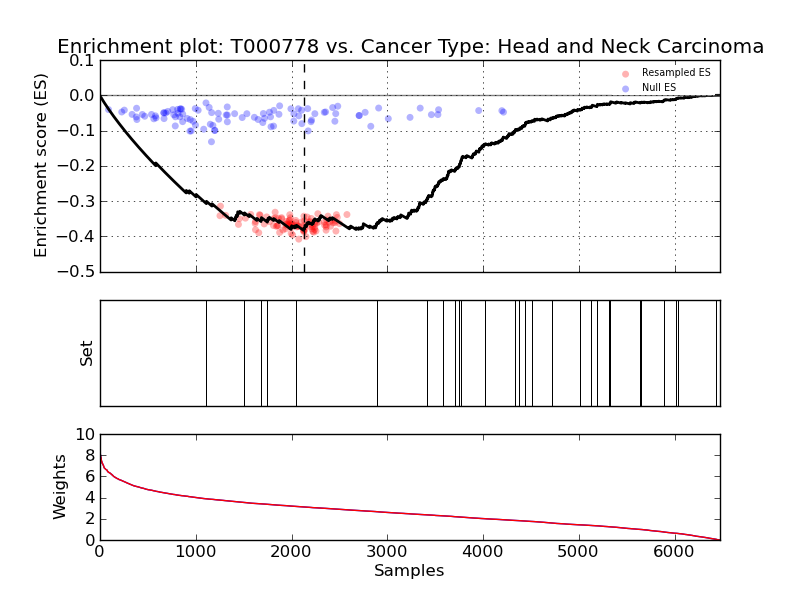 Enrichment plot: T000778 vs. Cancer Type: Head and Neck Carcinoma
0.1
0.0
−0.1
−0.2
−0.3
−0.4
−0.5
Enrichment score (ES)
Resampled ES
Null ES
Set
10
8
6
4
2
0
Weights
0 1000 2000 3000 4000 5000 6000
Samples